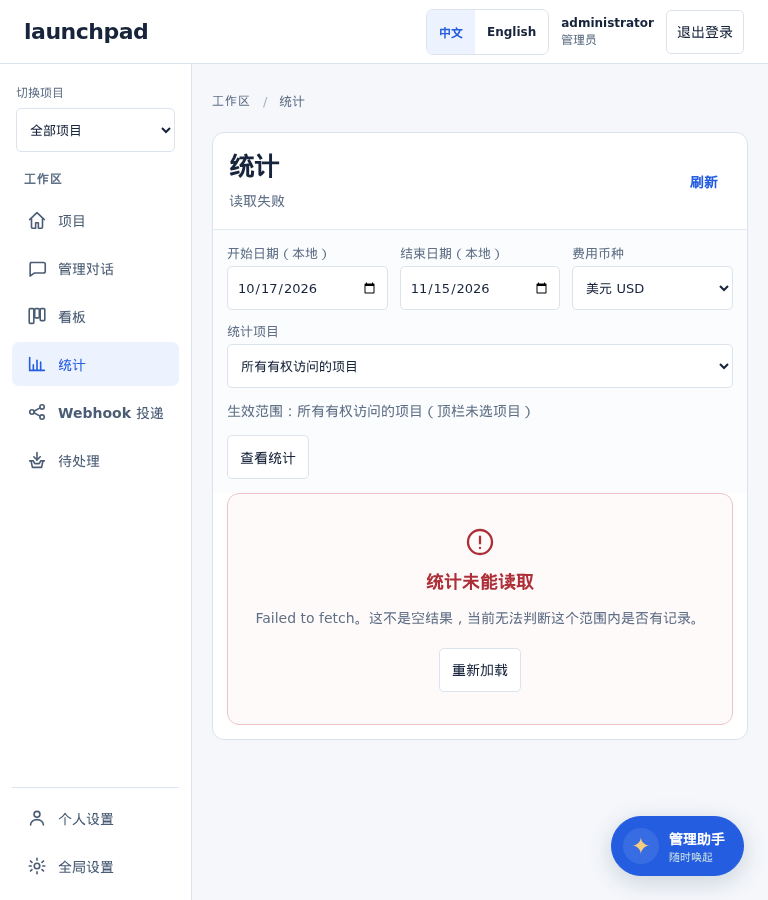 launchpad
中文
English
administrator
管理员
退出登录
切换项目
全部项目
工作区
项目
管理对话
看板
统计
Webhook 投递
待处理
个人设置
全局设置
工作区 / 统计
统计
读取失败
刷新
开始日期（本地）
结束日期（本地）
费用币种
10/17/2026
11/15/2026
美元 USD
统计项目
所有有权访问的项目
生效范围：所有有权访问的项目（顶栏未选项目）
查看统计
统计未能读取
Failed to fetch。这不是空结果，当前无法判断这个范围内是否有记录。
重新加载
管理助手
随时唤起